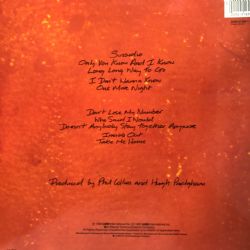 Sussudio
Only You Know And I Know
Long Long Way To Go
I Don't Wanna Know
One More Night
Don't Lose My Number
Who Said I Would
Doesn't Anybody Stay Together Anymore
Inside Out
Take Me Home
Produced by Phil Collins and Hugh Padgham